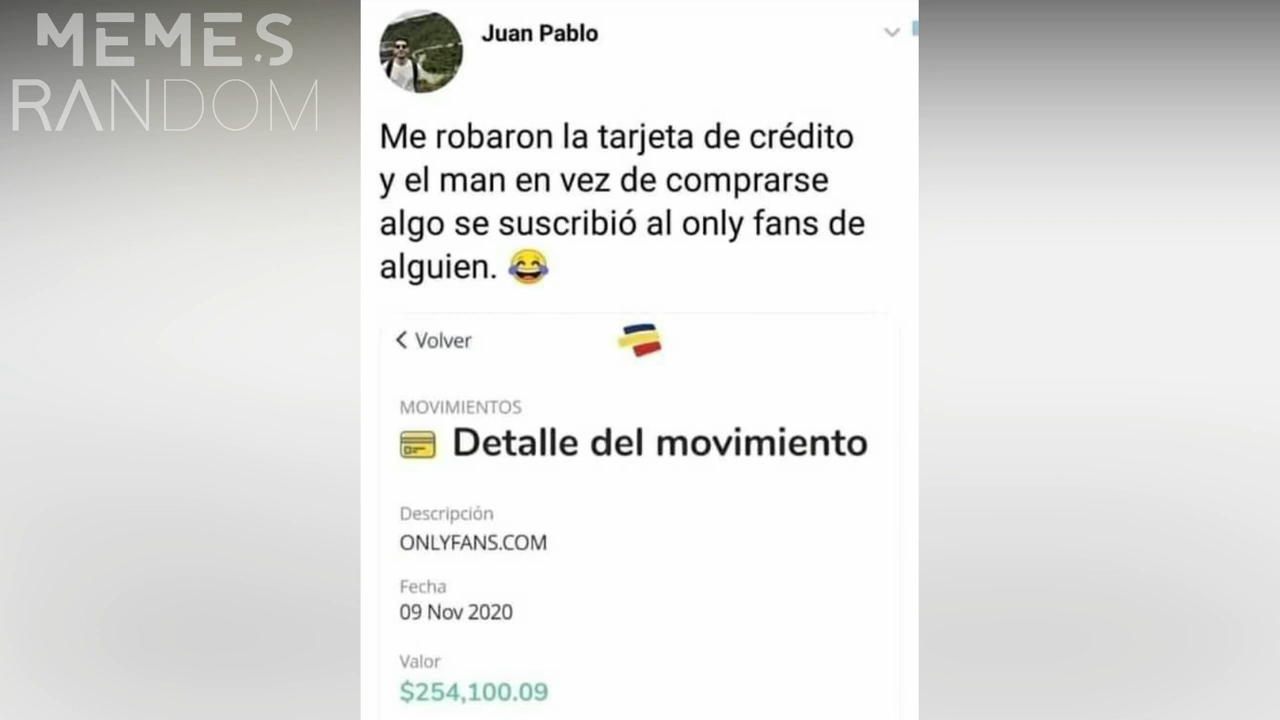 MEMES
RANDOM
Juan Pablo
Me robaron la tarjeta de crédito
y el man en vez de comprarse
algo se suscribió al only fans de
alguien. 😂
< Volver
MOVIMIENTOS
Detalle del movimiento
Descripción
ONLYFANS.COM
Fecha
09 Nov 2020
Valor
$254,100.09